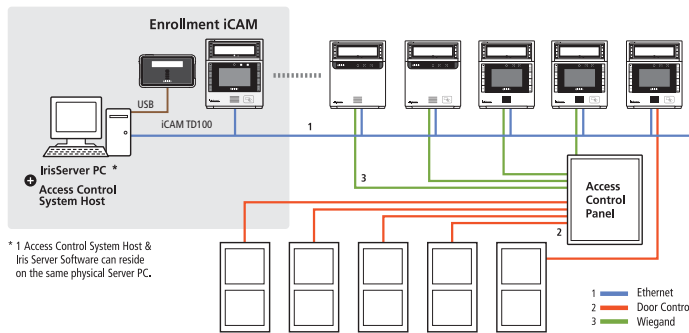 Enrollment iCAM
USB
iCAM TD100
1
IrisServer PC *
Access Control
System Host
3
Access
Control
Panel
2
* 1 Access Control System Host &
Iris Server Software can reside
on the same physical Server PC.
1 Ethernet
2 Door Contro
3 Wiegand